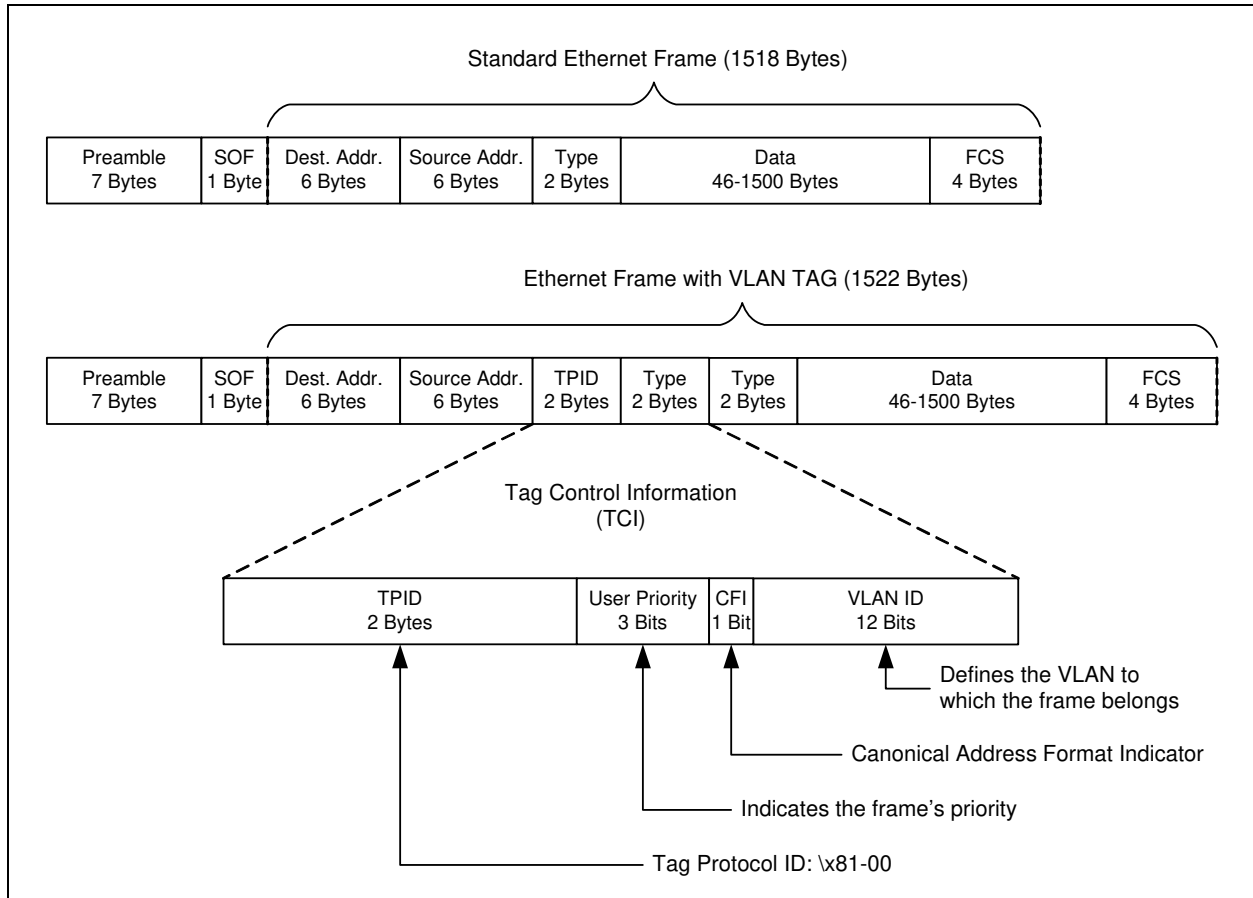 Standard Ethernet Frame (1518 Bytes)
Preamble
7 Bytes
SOF
1 Byte
Dest. Addr.
6 Bytes
Source Addr.
6 Bytes
Type
2 Bytes
Data
46-1500 Bytes
FCS
4 Bytes
Ethernet Frame with VLAN TAG (1522 Bytes)
Preamble
7 Bytes
SOF
1 Byte
Dest. Addr.
6 Bytes
Source Addr.
6 Bytes
TPID
2 Bytes
Type
2 Bytes
Type
2 Bytes
Data
46-1500 Bytes
FCS
4 Bytes
Tag Control Information
(TCI)
TPID
2 Bytes
User Priority
3 Bits
CFI
1 Bit
VLAN ID
12 Bits
Defines the VLAN to
which the frame belongs
Canonical Address Format Indicator
Indicates the frame's priority
Tag Protocol ID: \x81-00